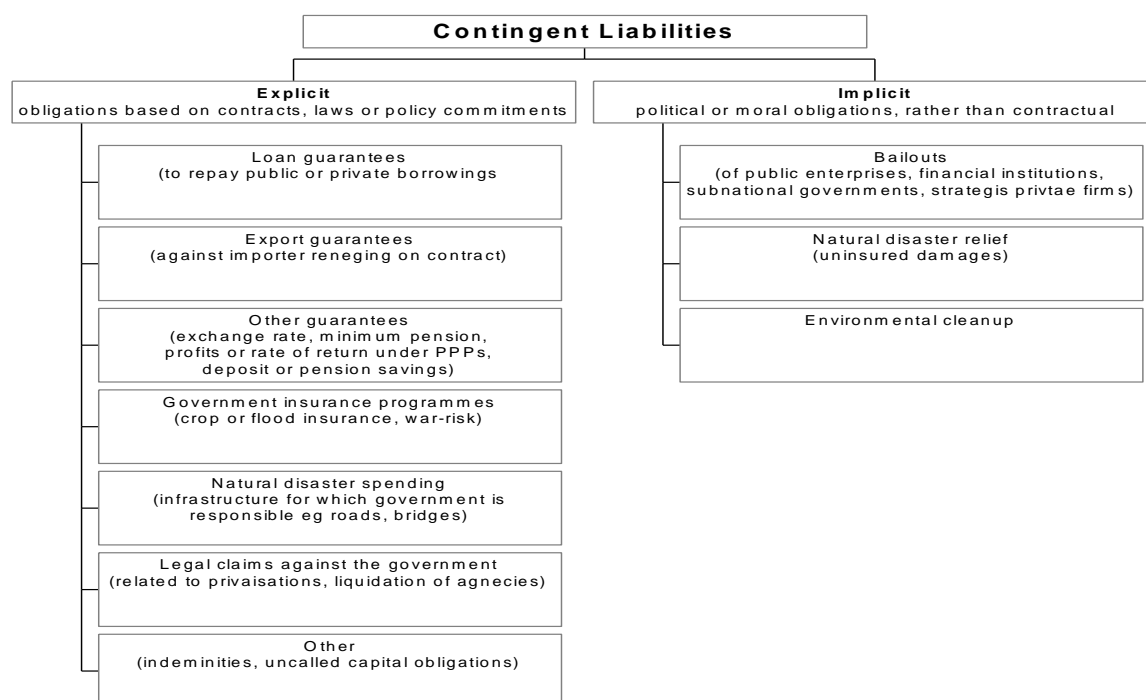 Contingent Liabilities
Explicit
obligations based on contracts, laws or policy commitments
Loan guarantees
(to repay public or private borrowings
Export guarantees
(against importer reneging on contract)
Other guarantees
(exchange rate, minimum pension,
profits or rate of return under PPPs,
deposit or pension savings)
Government insurance programmes
(crop or flood insurance, war-risk)
Natural disaster spending
(infrastructure for which government is
responsible eg roads, bridges)
Legal claims against the government
(related to privaisations, liquidation of agnecies)
Other
(indeminities, uncalled capital obligations)
Implicit
political or moral obligations, rather than contractual
Bailouts
(of public enterprises, financial institutions,
subnational governments, strategis privtae firms)
Natural disaster relief
(uninsured damages)
Environmental cleanup